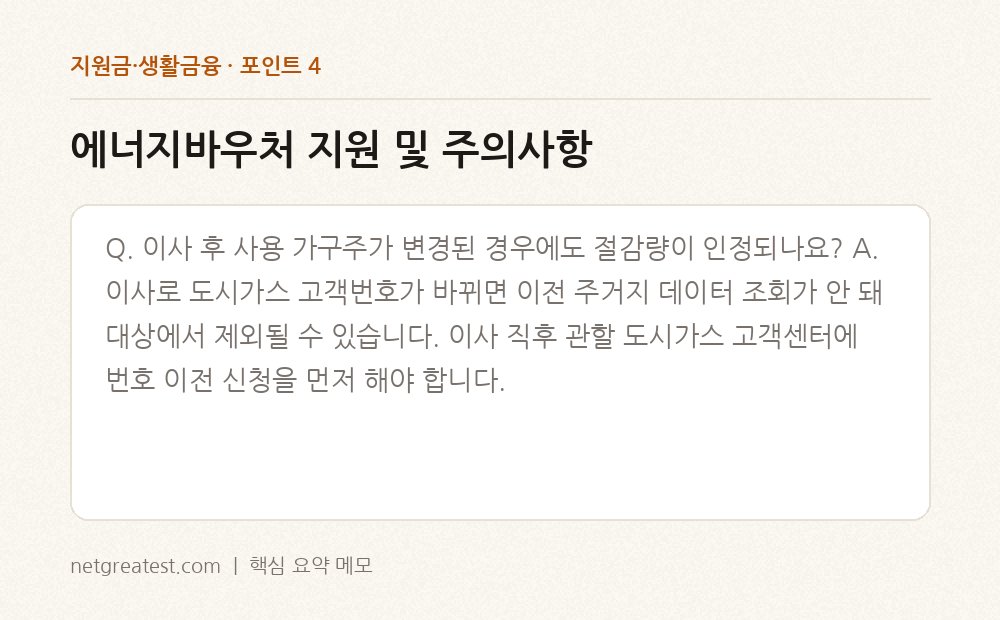 지원금·생활금융 · 포인트 4
에너지바우처 지원 및 주의사항
Q. 이사 후 사용 가구주가 변경된 경우에도 절감량이 인정되나요? A.
이사로 도시가스 고객번호가 바뀌면 이전 주거지 데이터 조회가 안 돼
대상에서 제외될 수 있습니다. 이사 직후 관할 도시가스 고객센터에
번호 이전 신청을 먼저 해야 합니다.
netgreatest.com | 핵심 요약 메모